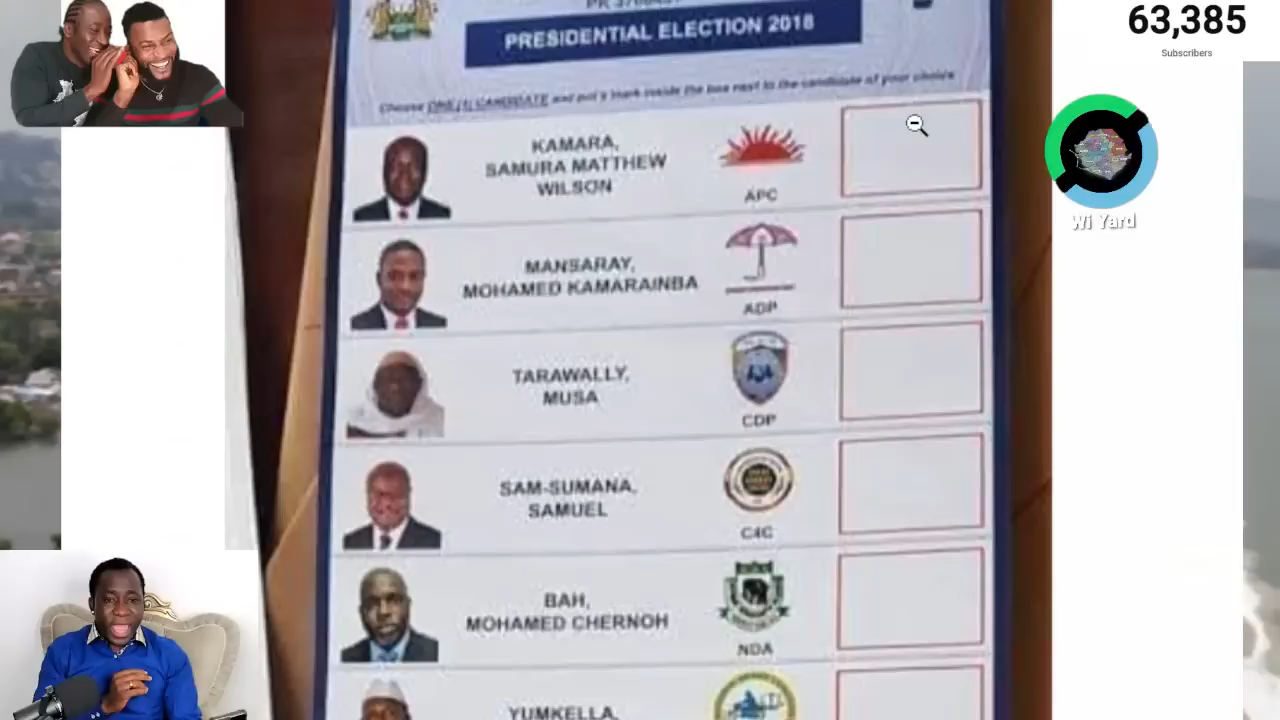 PRESIDENTIAL ELECTION 2018
Choose ONE (1) CANDIDATE and put a mark inside the box next to the candidate of your choice
KAMARA,
SAMURA MATTHEW
WILSON
APC
MANSARAY,
MOHAMED KAMARAINBA
ADP
TARAWALLY,
MUSA
CDP
SAM-SUMANA,
SAMUEL
C4C
BAH,
MOHAMED CHERNOH
NDA
YUMKELLA,
63,385
Subscribers
Wi Yard